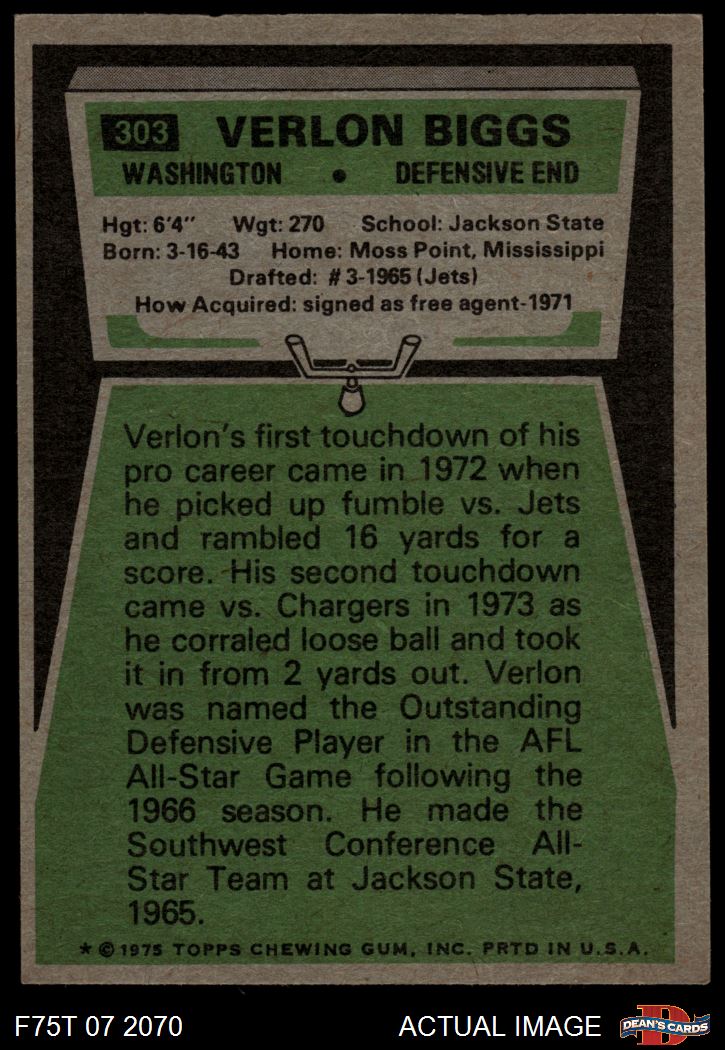 303 VERLON BIGGS
WASHINGTON • DEFENSIVE END
Hgt: 6'4" Wgt: 270 School: Jackson State
Born: 3-16-43 Home: Moss Point, Mississippi
Drafted: #3-1965 (Jets)
How Acquired: signed as free agent-1971
Verlon's first touchdown of his
pro career came in 1972 when
he picked up fumble vs. Jets
and rambled 16 yards for a
score. His second touchdown
came vs. Chargers in 1973 as
he corraled loose ball and took
it in from 2 yards out. Verlon
was named the Outstanding
Defensive Player in the AFL
All-Star Game following the
1966 season. He made the
Southwest Conference All-
Star Team at Jackson State,
1965.
* © 1975 TOPPS CHEWING GUM, INC. PRTD IN U.S.A.
F75T 07 2070 ACTUAL IMAGE D DEAN'S CARDS